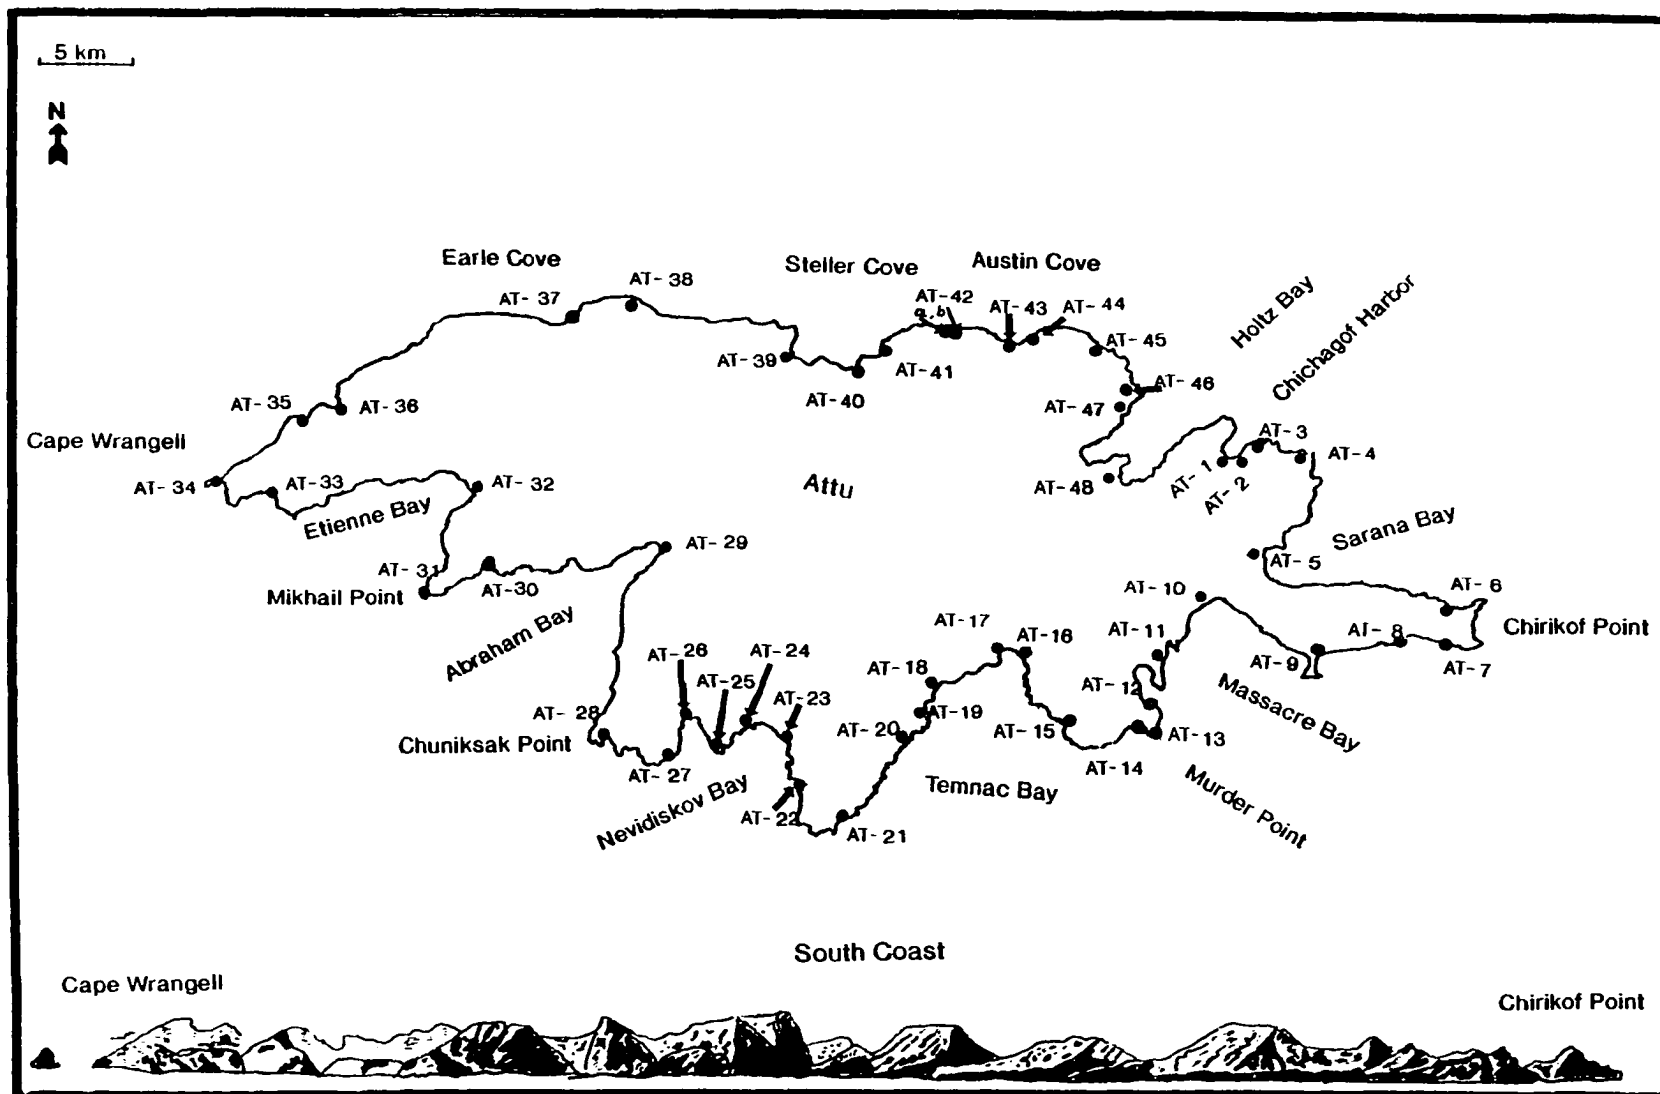 5 km
N
Earle Cove
Steller Cove
Austin Cove
Holtz Bay
Chichagof Harbor
AT- 37
AT- 38
AT- 42
a, b
AT- 43
AT- 44
AT- 39
AT- 40
AT- 41
AT- 45
AT- 46
AT- 47
AT- 35
AT- 36
Cape Wrangell
AT- 34
AT- 33
AT- 32
Etienne Bay
Attu
AT- 48
AT- 1
AT- 2
AT- 3
AT- 4
Sarana Bay
AT- 5
AT- 6
Chirikof Point
AT- 31
Mikhail Point
AT- 30
AT- 29
Abraham Bay
AT- 10
AT- 11
AT- 8
AT- 9
AT- 7
Massacre Bay
AT- 17
AT- 16
AT- 18
AT- 12
AT- 26
AT- 24
AT- 25
AT- 23
AT- 28
Chuniksak Point
AT- 19
AT- 20
AT- 15
AT- 13
AT- 14
Murder Point
AT- 27
Nevidiskov Bay
AT- 22
AT- 21
Temnac Bay
South Coast
Cape Wrangell
Chirikof Point